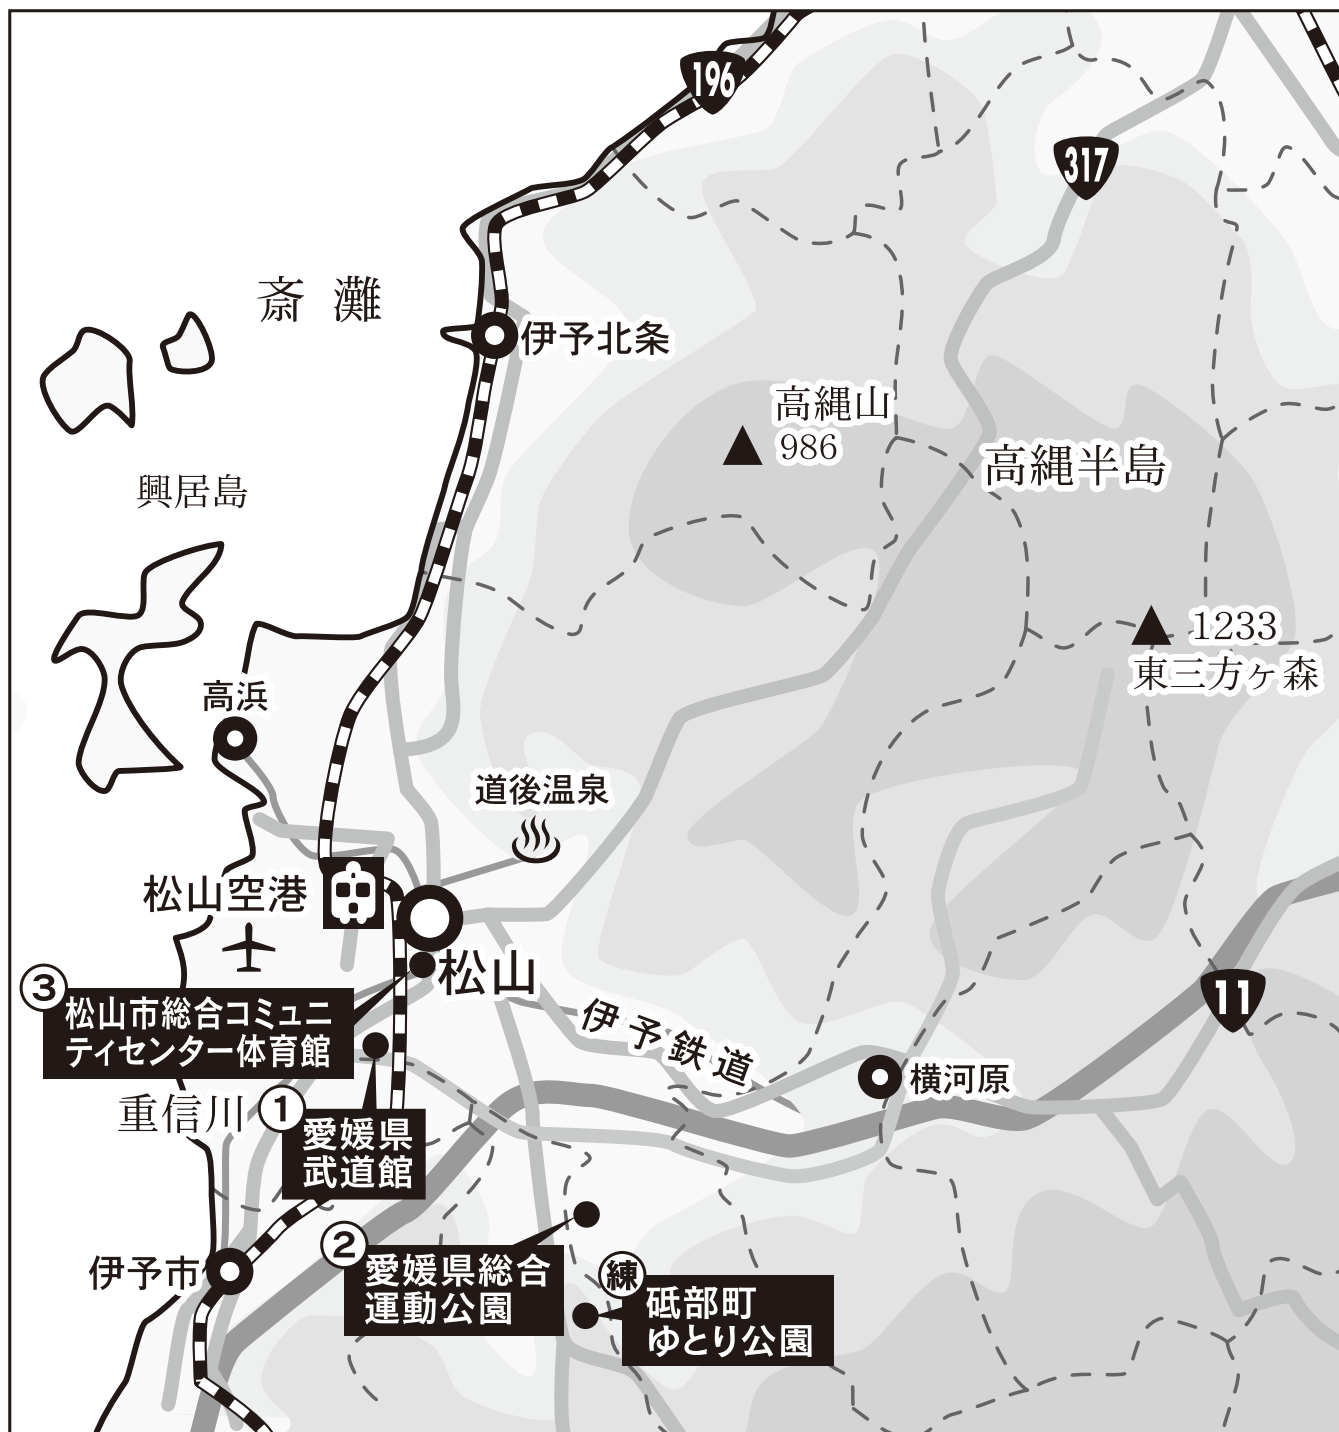 196
317
斎灘
伊予北条
高縄山
986
高縄半島
興居島
1233
東三方ヶ森
高浜
道後温泉
松山空港
松山
③
松山市総合コミュニ
ティセンター体育館
伊予鉄道
11
横河原
重信川
①
愛媛県
武道館
②
愛媛県総合
運動公園
練
砥部町
ゆとり公園
伊予市